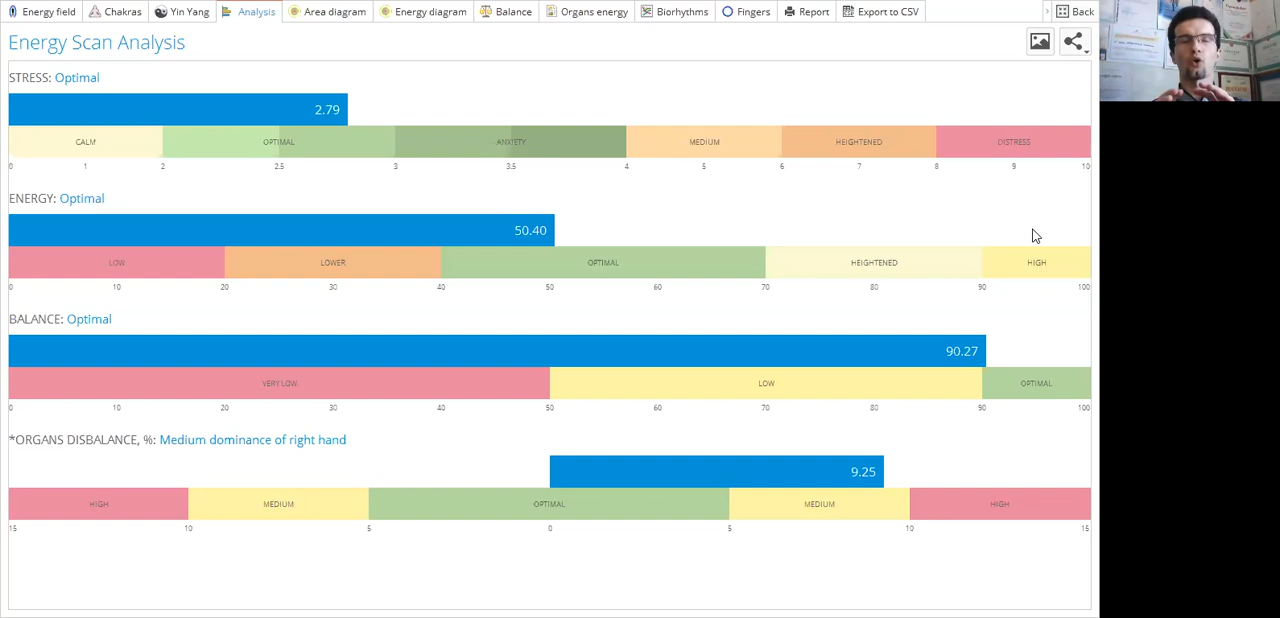 Energy field Chakras Yin Yang Analysis Area diagram Energy diagram Balance Organs energy Biorhythms Fingers Report Export to CSV Back
Energy Scan Analysis
STRESS: Optimal
2.79
CALM OPTIMAL ANXIETY MEDIUM HEIGHTENED DISTRESS
0 1 2 2.5 3 3.5 4 5 6 7 8 9 10
ENERGY: Optimal
50.40
LOW LOWER OPTIMAL HEIGHTENED HIGH
0 10 20 30 40 50 60 70 80 90 100
BALANCE: Optimal
90.27
VERY LOW LOW OPTIMAL
0 10 20 30 40 50 60 70 80 90 100
*ORGANS DISBALANCE, %: Medium dominance of right hand
9.25
HIGH MEDIUM OPTIMAL MEDIUM HIGH
15 10 5 0 5 10 15